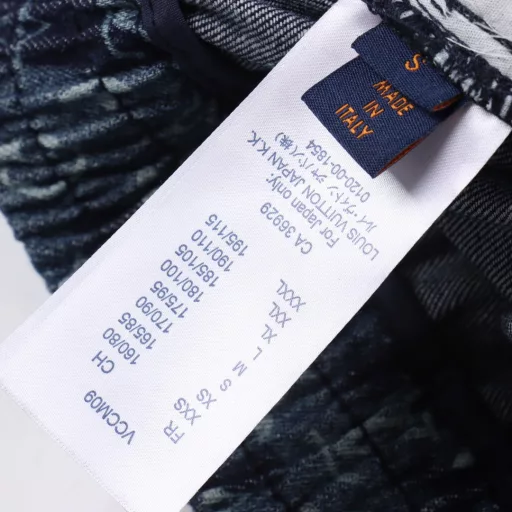 S
MADE
IN
ITALY
VCCM09
FR CH
XXS 160/80
XS 165/85
S 170/90
M 175/95
L 180/100
XL 185/105
XXL 190/110
XXXL 195/115
CA 36929
For Japan only:
LOUIS VUITTON JAPAN K.K.
ルイ・ヴィトン ジャパン(株)
0120-00-1854